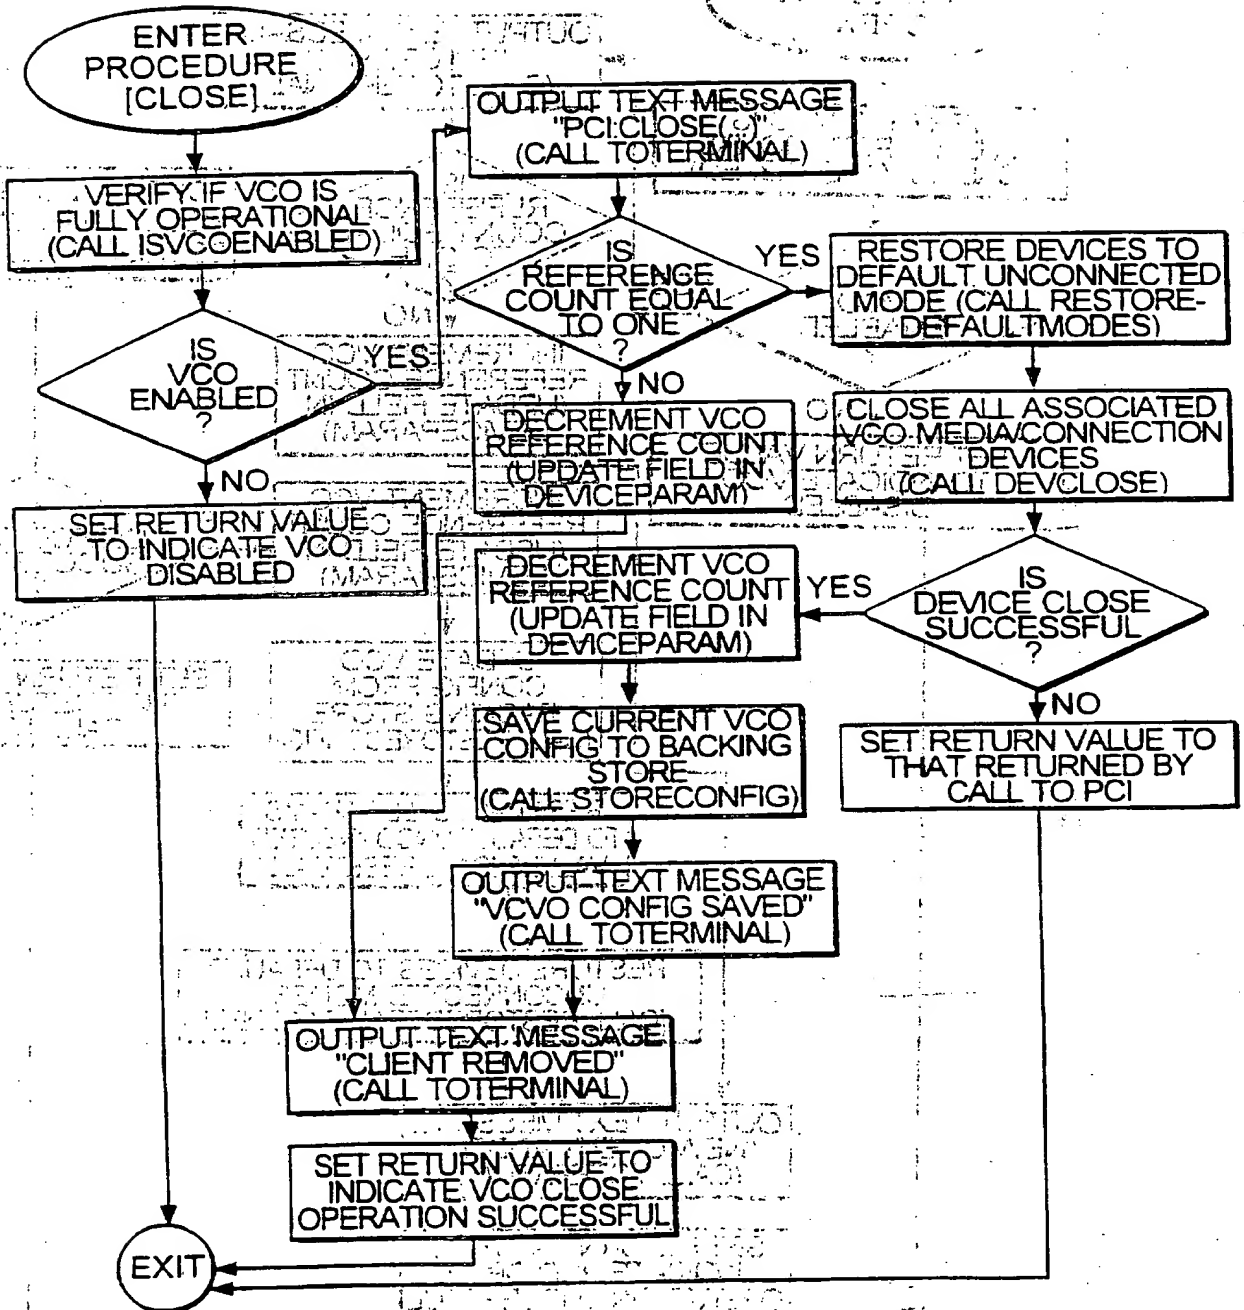 ENTER
PROCEDURE
[CLOSE]
VERIFY IF VCO IS
FULLY OPERATIONAL
(CALL ISVCOENABLED)
IS
VCO
ENABLED
?
YES
NO
SET RETURN VALUE
TO INDICATE VCO
DISABLED
OUTPUT TEXT MESSAGE
"PCI:CLOSE( )"
(CALL TOTERMINAL)
IS
REFERENCE
COUNT EQUAL
TO ONE
?
YES
NO
RESTORE DEVICES TO
DEFAULT UNCONNECTED
MODE (CALL RESTORE-
DEFAULTMODES)
DECREMENT VCO
REFERENCE COUNT
(UPDATE FIELD IN
DEVICEPARAM)
CLOSE ALL ASSOCIATED
VCO MEDIA/CONNECTION
DEVICES
(CALL DEVCLOSE)
IS
DEVICE CLOSE
SUCCESSFUL
?
YES
NO
DECREMENT VCO
REFERENCE COUNT
(UPDATE FIELD IN
DEVICEPARAM)
SAVE CURRENT VCO
CONFIG TO BACKING
STORE
(CALL STORECONFIG)
SET RETURN VALUE TO
THAT RETURNED BY
CALL TO PCI
OUTPUT TEXT MESSAGE
"VCVO CONFIG SAVED"
(CALL TOTERMINAL)
OUTPUT TEXT MESSAGE
"CLIENT REMOVED"
(CALL TOTERMINAL)
SET RETURN VALUE TO
INDICATE VCO CLOSE
OPERATION SUCCESSFUL
EXIT